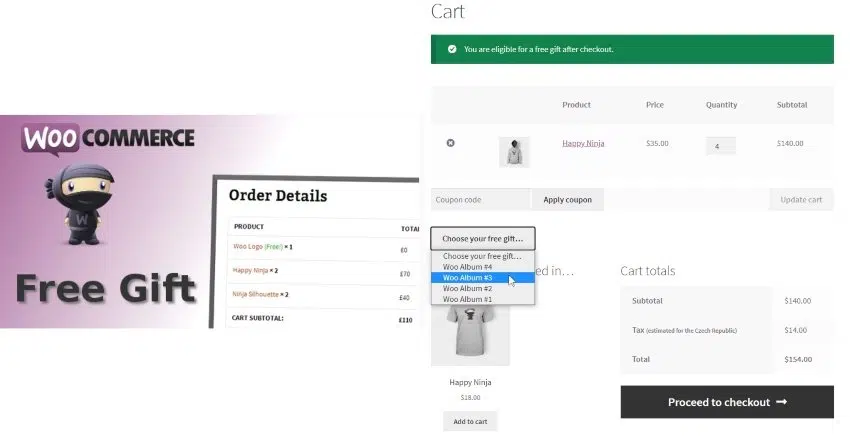 WOOCOMMERCE
W
Free Gift
Order Details
PRODUCT TOTA
Woo Logo (Free!) × 1 £0
Happy Ninja × 2 £70
Ninja Silhouette × 2 £40
CART SUBTOTAL: £110
Cart
You are eligible for a free gift after checkout.
Product Price Quantity Subtotal
Happy Ninja $35.00 4 $140.00
Coupon code Apply coupon Update cart
Choose your free gift...
Choose your free gift...
Woo Album #4
Woo Album #3
Woo Album #2
Woo Album #1
ed in…
Happy Ninja
$18.00
Add to cart
Cart totals
Subtotal $140.00
Tax (estimated for the Czech Republic) $14.00
Total $154.00
Proceed to checkout →